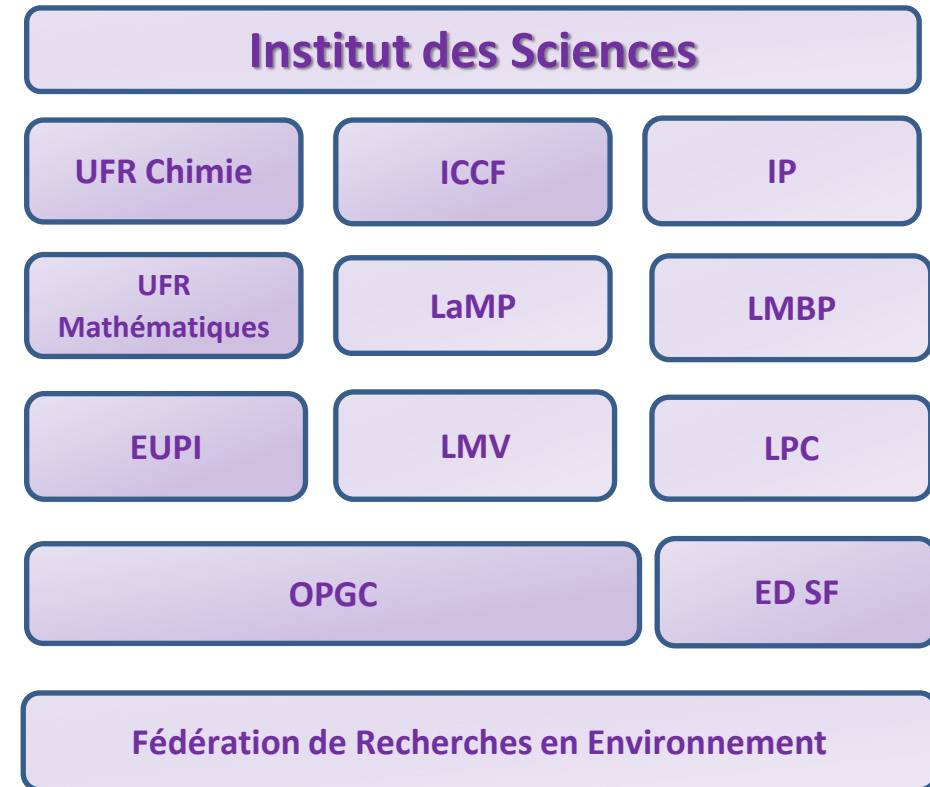 Institut des Sciences
UFR Chimie
ICCF
IP
UFR
Mathématiques
LaMP
LMBP
EUPI
LMV
LPC
OPGC
ED SF
Fédération de Recherches en Environnement